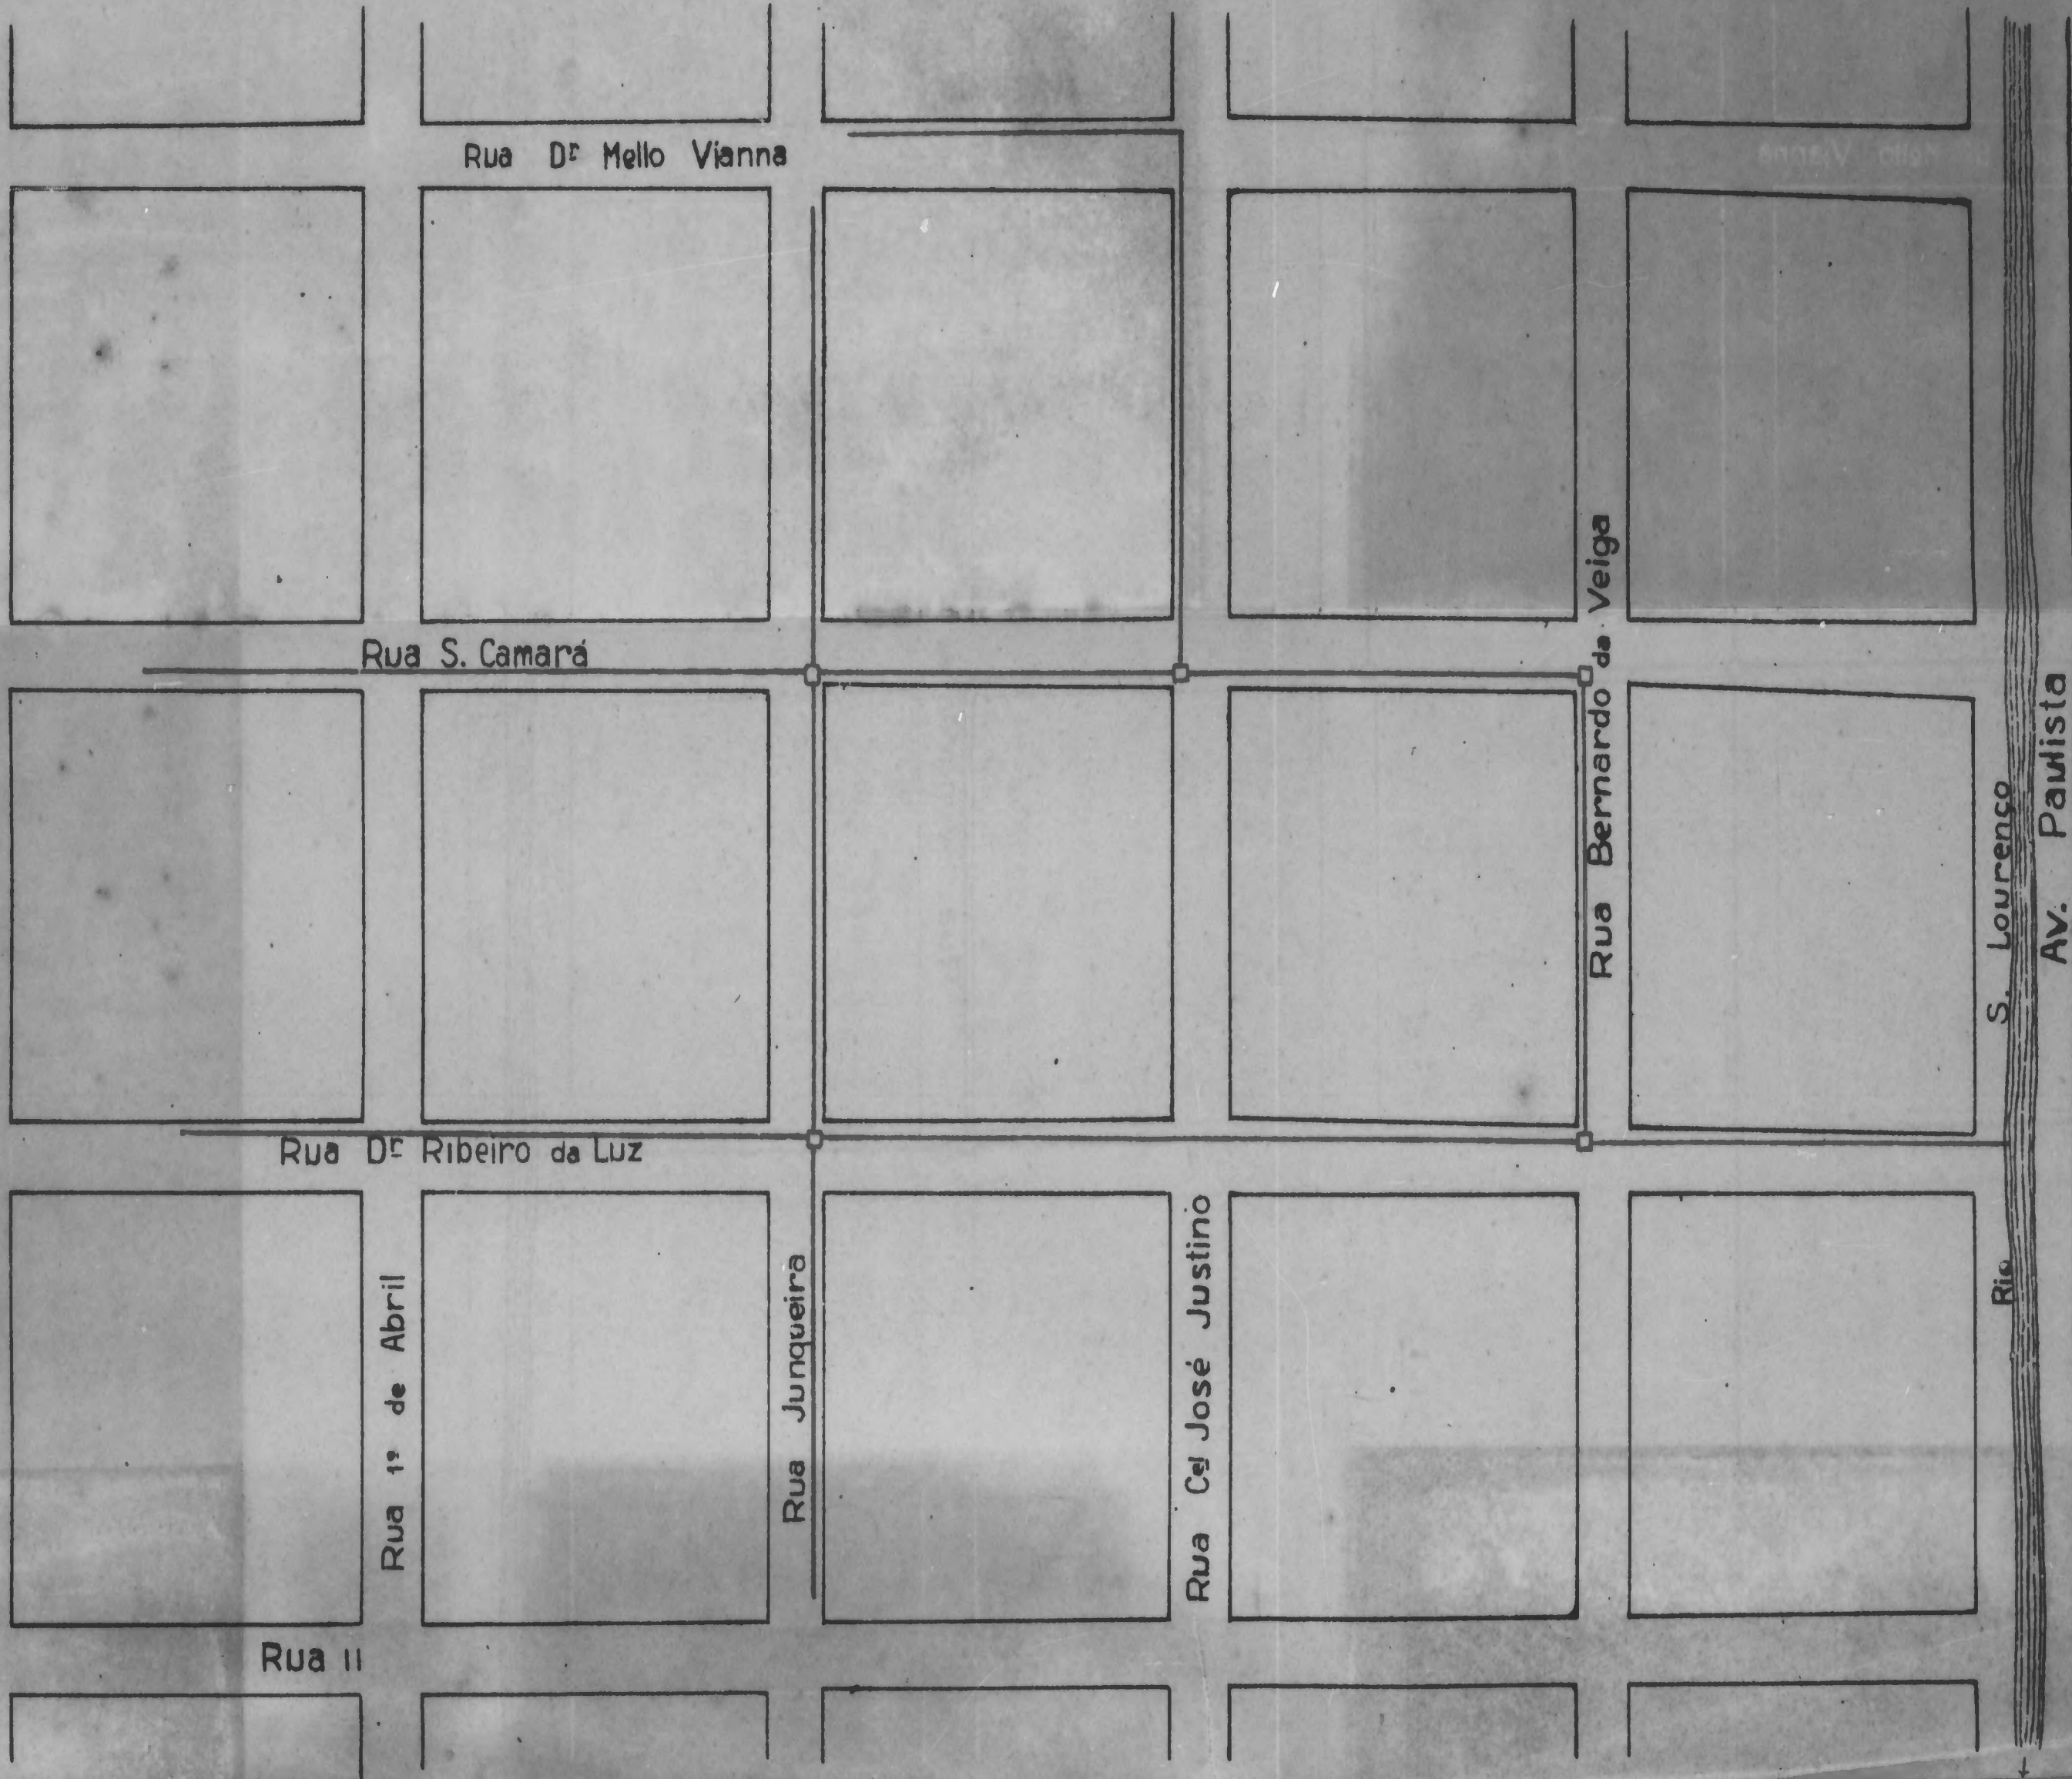 Rua Dr Mello Vianna
Rua S. Camará
Rua Bernardo da Veiga
Av. Paulista
Rio S. Lourenço
Rua Dr Ribeiro da Luz
Rua 1º de Abril
Rua Junqueira
Rua Cel José Justino
Rua II